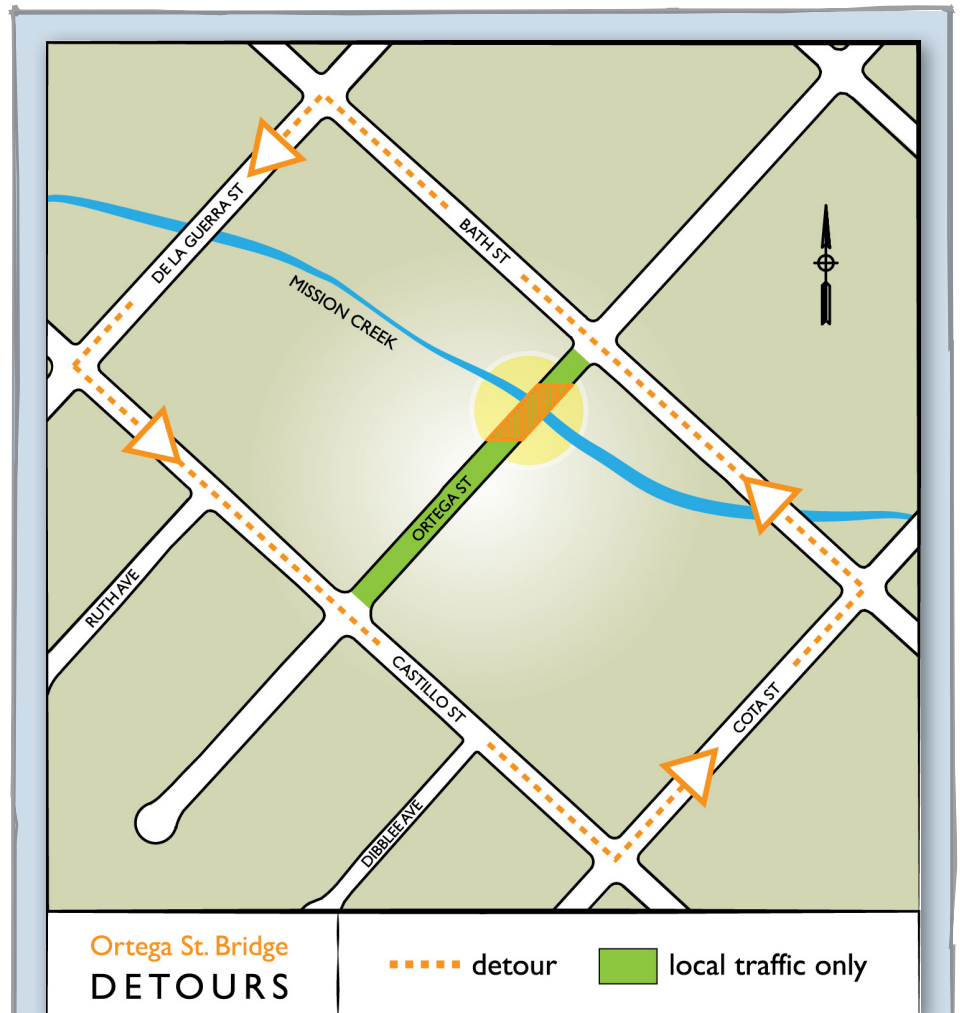 DE LA GUERRA ST
BATH ST
MISSION CREEK
ORTEGA ST
RUTH AVE
CASTILLO ST
COTA ST
DIBBLEE AVE
Ortega St. Bridge
DETOURS
detour
local traffic only